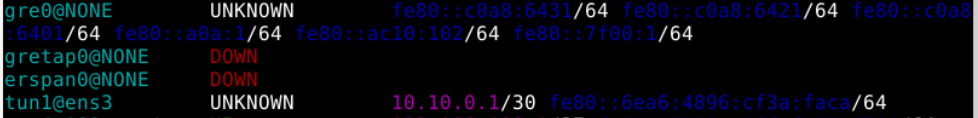 gre0@NONE UNKNOWN fe80::c0a8:6431/64 fe80::c0a8:6421/64 fe80::c0a8
:6401/64 fe80::a0a:1/64 fe80::ac10:102/64 fe80::7f00:1/64
gretap0@NONE DOWN
erspan0@NONE DOWN
tun1@ens3 UNKNOWN 10.10.0.1/30 fe80::6ea6:4896:cf3a:faca/64